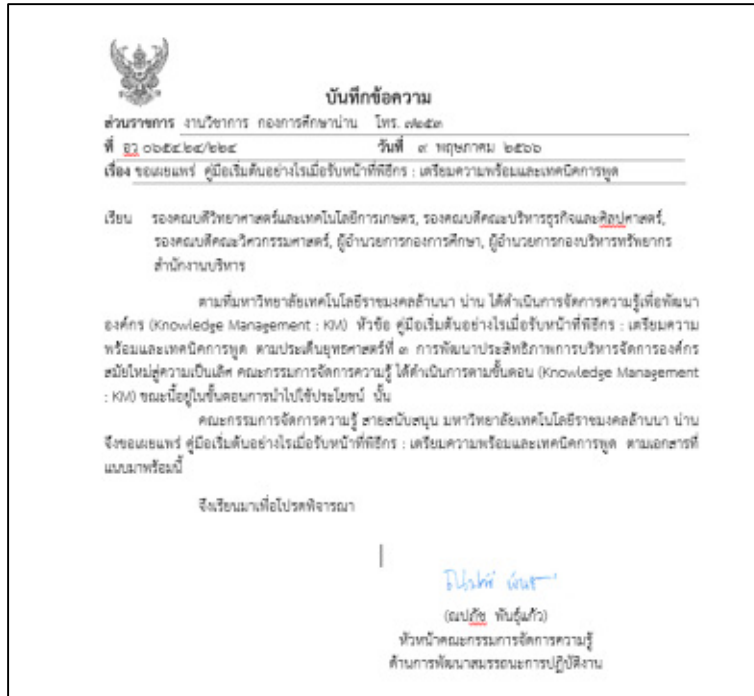 บันทึกข้อความ
ส่วนราชการ งานวิชาการ กองการศึกษาน่าน โทร. ๗๒๕๓
ที่ อว ๐๖๕๔.๒๔/๒๒๔ วันที่ ๙ พฤษภาคม ๒๕๖๖
เรื่อง ขอเผยแพร่ คู่มือเริ่มต้นอย่างไรเมื่อรับหน้าที่พิธีกร : เตรียมความพร้อมและเทคนิคการพูด
เรียน รองคณบดีวิทยาศาสตร์และเทคโนโลยีการเกษตร, รองคณบดีคณะบริหารธุรกิจและศิลปศาสตร์,
รองคณบดีคณะวิศวกรรมศาสตร์, ผู้อำนวยการกองการศึกษา, ผู้อำนวยการกองบริหารทรัพยากร
สำนักงานบริหาร
ตามที่มหาวิทยาลัยเทคโนโลยีราชมงคลล้านนา น่าน ได้ดำเนินการจัดการความรู้เพื่อพัฒนา
องค์กร (Knowledge Management : KM) หัวข้อ คู่มือเริ่มต้นอย่างไรเมื่อรับหน้าที่พิธีกร : เตรียมความ
พร้อมและเทคนิคการพูด ตามประเด็นยุทธศาสตร์ที่ ๓ การพัฒนาประสิทธิภาพการบริหารจัดการองค์กร
สมัยใหม่สู่ความเป็นเลิศ คณะกรรมการจัดการความรู้ ได้ดำเนินการตามขั้นตอน (Knowledge Management
: KM) ขณะนี้อยู่ในขั้นตอนการนำไปใช้ประโยชน์ นั้น
คณะกรรมการจัดการความรู้ สายสนับสนุน มหาวิทยาลัยเทคโนโลยีราชมงคลล้านนา น่าน
จึงขอเผยแพร่ คู่มือเริ่มต้นอย่างไรเมื่อรับหน้าที่พิธีกร : เตรียมความพร้อมและเทคนิคการพูด ตามเอกสารที่
แนบมาพร้อมนี้
จึงเรียนมาเพื่อโปรดพิจารณา
(ณปภัช พันธุ์แก้ว)
หัวหน้าคณะกรรมการจัดการความรู้
ด้านการพัฒนาสมรรถนะการปฏิบัติงาน